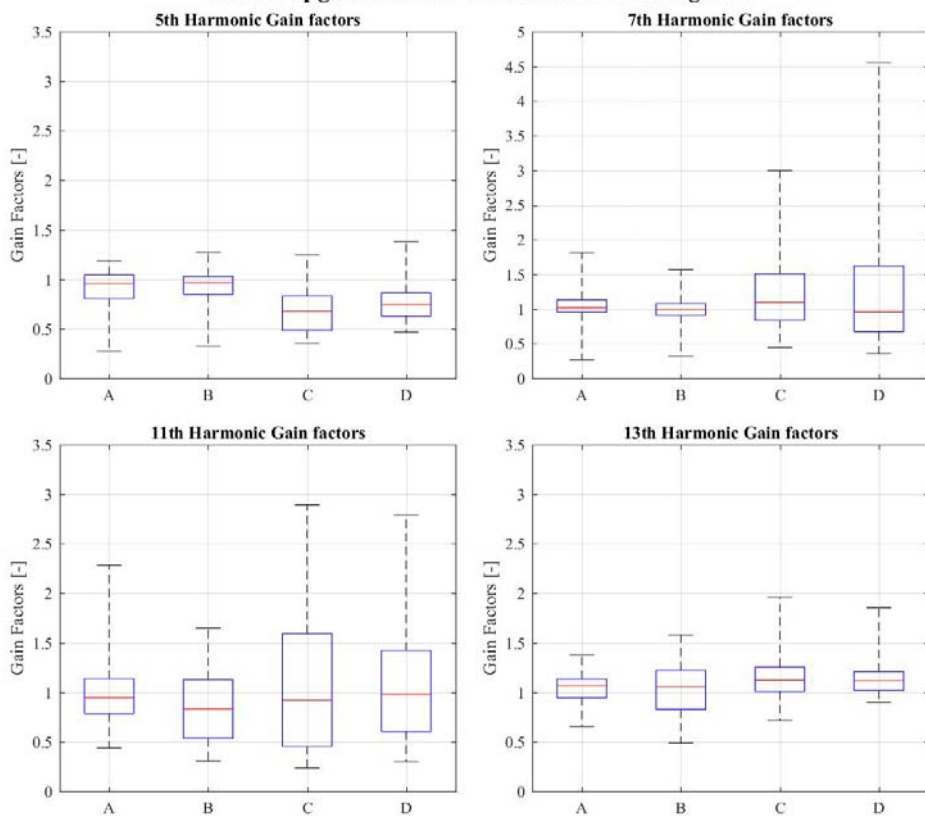 5th Harmonic Gain factors
3.5
3
2.5
2
1.5
1
0.5
0
Gain Factors [-]
A B C D
7th Harmonic Gain factors
5
4.5
4
3.5
3
2.5
2
1.5
1
0.5
0
Gain Factors [-]
A B C D
11th Harmonic Gain factors
3.5
3
2.5
2
1.5
1
0.5
0
Gain Factors [-]
A B C D
13th Harmonic Gain factors
3.5
3
2.5
2
1.5
1
0.5
0
Gain Factors [-]
A B C D